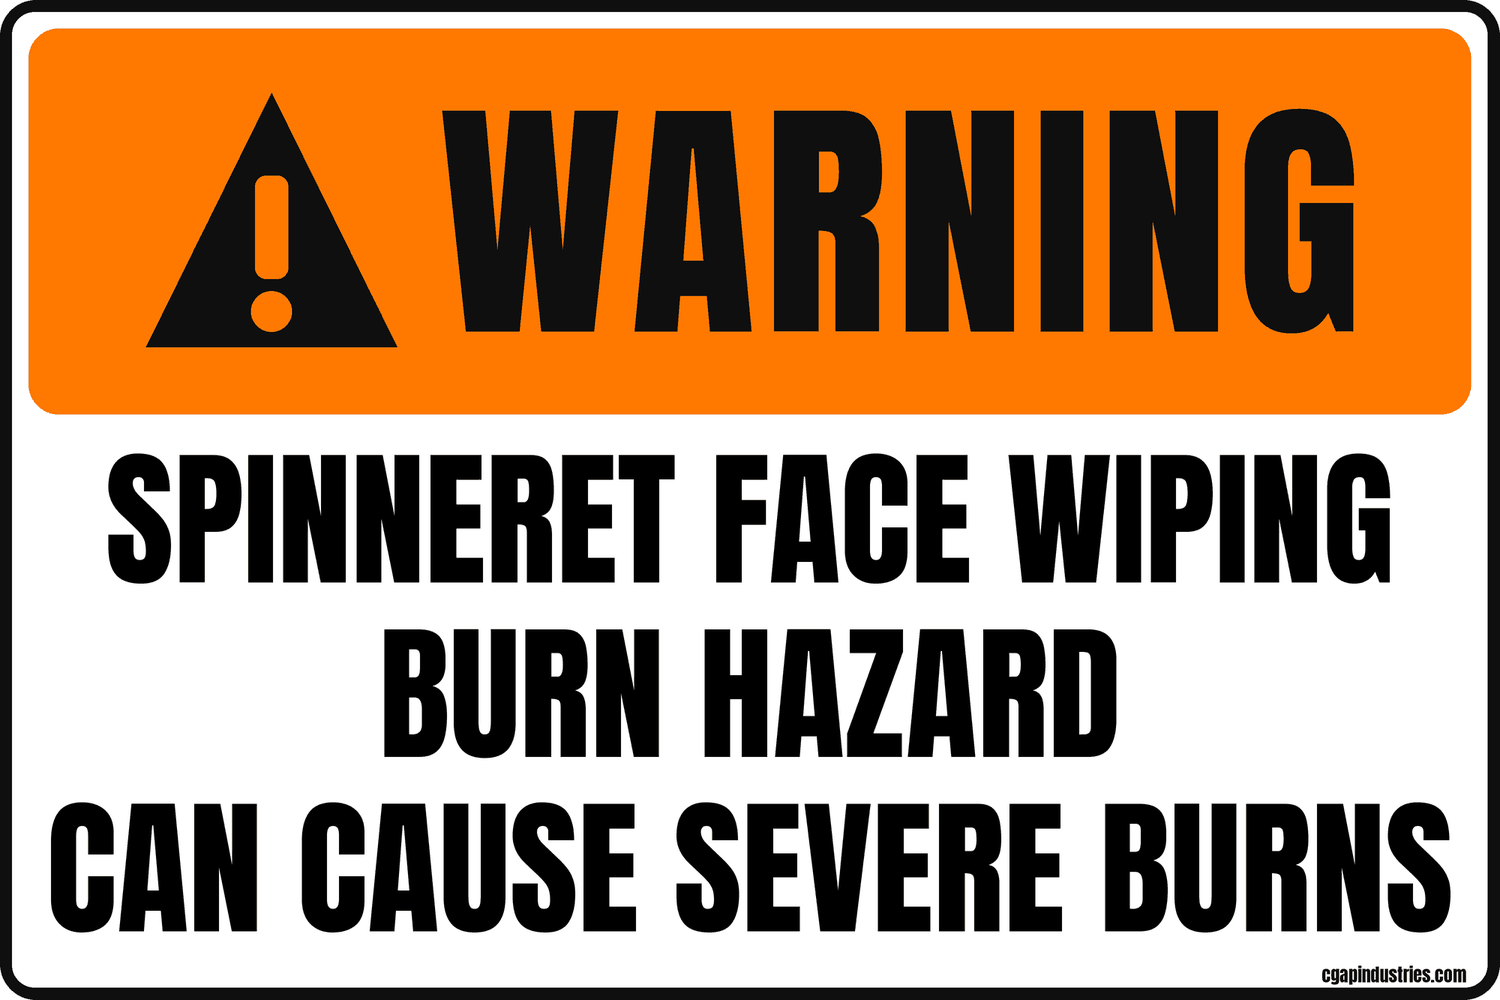 WARNING
SPINNERET FACE WIPING
BURN HAZARD
CAN CAUSE SEVERE BURNS
cgapindustries.com